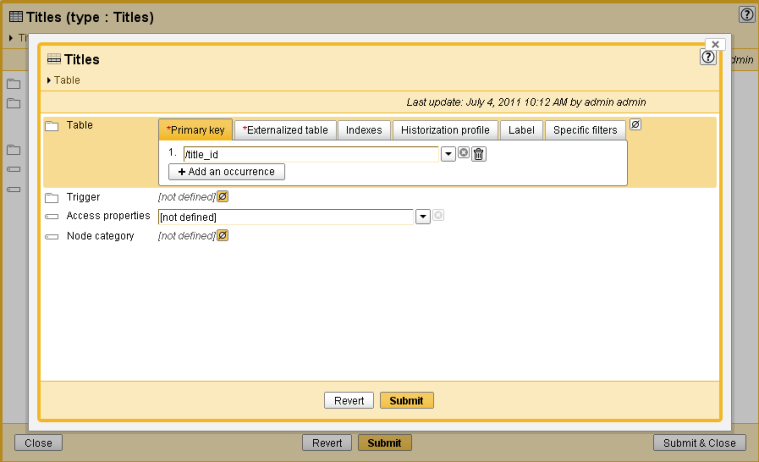 Titles (type : Titles)
Ti
dmin
Titles
Table
Last update: July 4, 2011 10:12 AM by admin admin
Table
*Primary key *Externalized table Indexes Historization profile Label Specific filters
1. /title_id
+ Add an occurrence
Trigger [not defined]
Access properties [not defined]
Node category [not defined]
Revert Submit
Close Revert Submit Submit & Close